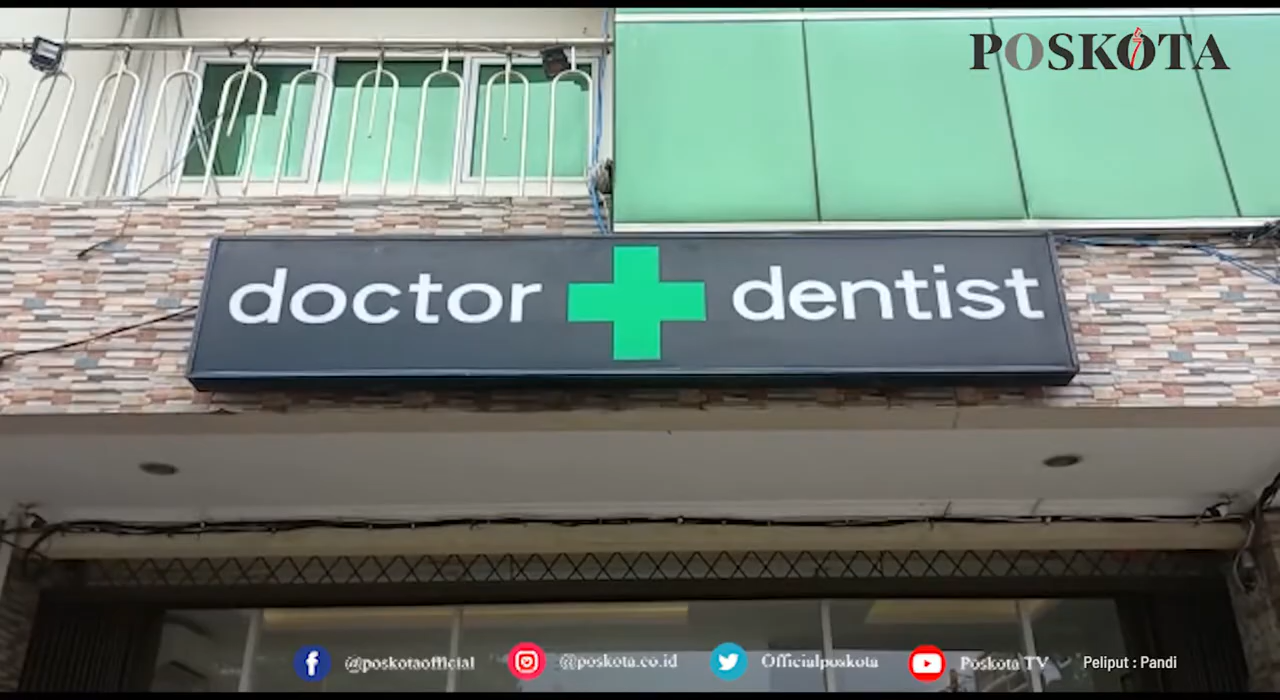 POSKOTA
doctor dentist
@poskotaofficial @poskota.co.id Officialposkota Poskota TV Peliput : Pandi